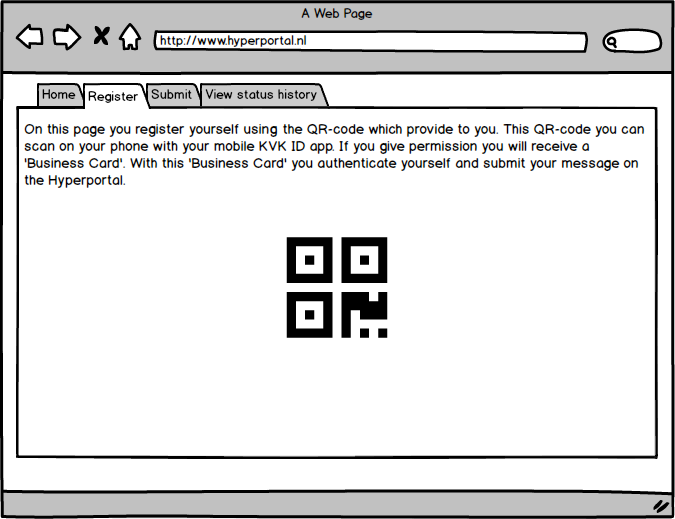 A Web Page
http://www.hyperportal.nl
Home Register Submit View status history
On this page you register yourself using the QR-code which provide to you. This QR-code you can
scan on your phone with your mobile KVK ID app. If you give permission you will receive a
'Business Card'. With this 'Business Card' you authenticate yourself and submit your message on
the Hyperportal.